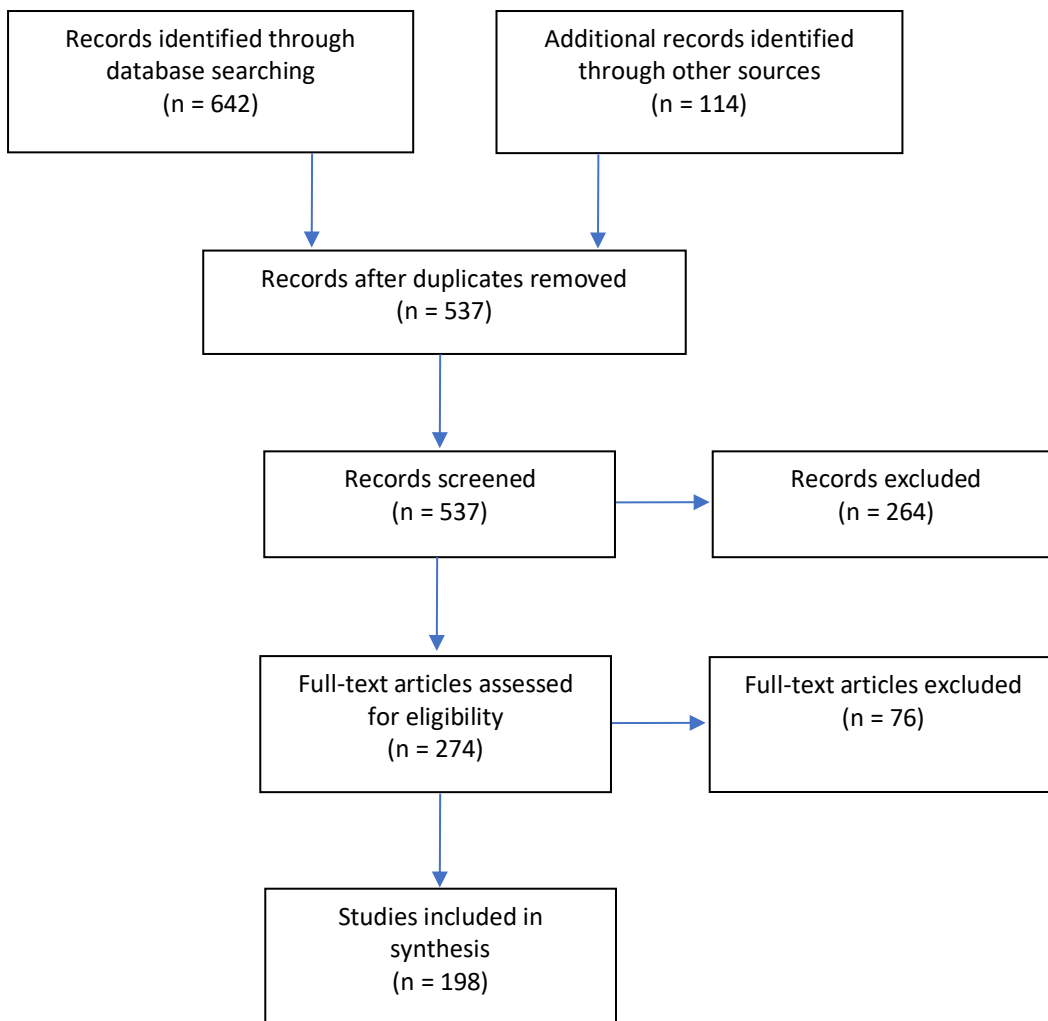 Records identified through
database searching
(n = 642)
Additional records identified
through other sources
(n = 114)
Records after duplicates removed
(n = 537)
Records screened
(n = 537)
Records excluded
(n = 264)
Full-text articles assessed
for eligibility
(n = 274)
Full-text articles excluded
(n = 76)
Studies included in
synthesis
(n = 198)